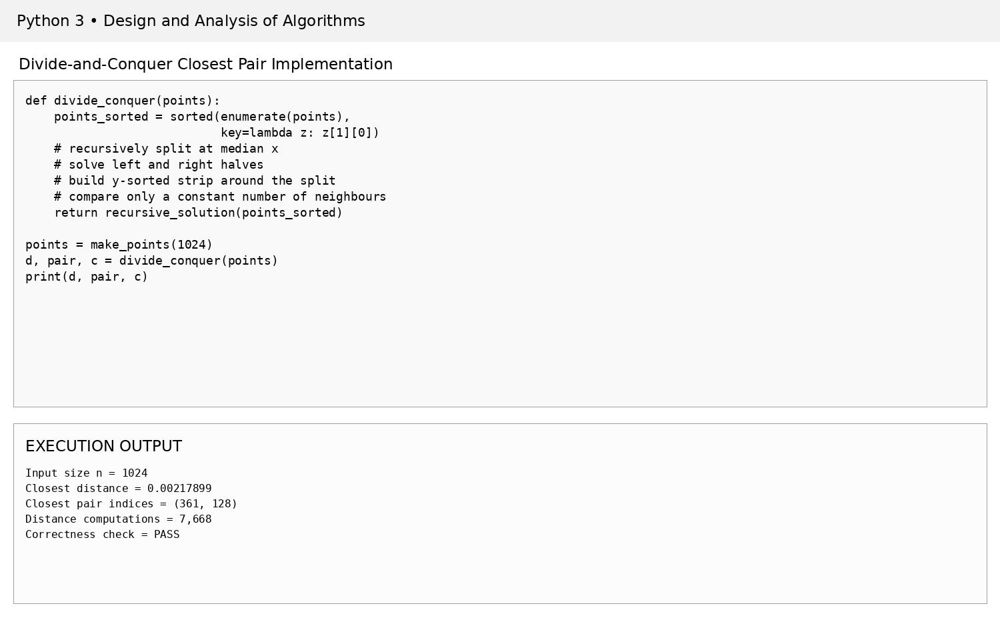 Python 3 • Design and Analysis of Algorithms
Divide-and-Conquer Closest Pair Implementation
def divide_conquer(points):
    points_sorted = sorted(enumerate(points),
                           key=lambda z: z[1][0])
    # recursively split at median x
    # solve left and right halves
    # build y-sorted strip around the split
    # compare only a constant number of neighbours
    return recursive_solution(points_sorted)
points = make_points(1024)
d, pair, c = divide_conquer(points)
print(d, pair, c)
EXECUTION OUTPUT
Input size n = 1024
Closest distance = 0.00217899
Closest pair indices = (361, 128)
Distance computations = 7,668
Correctness check = PASS